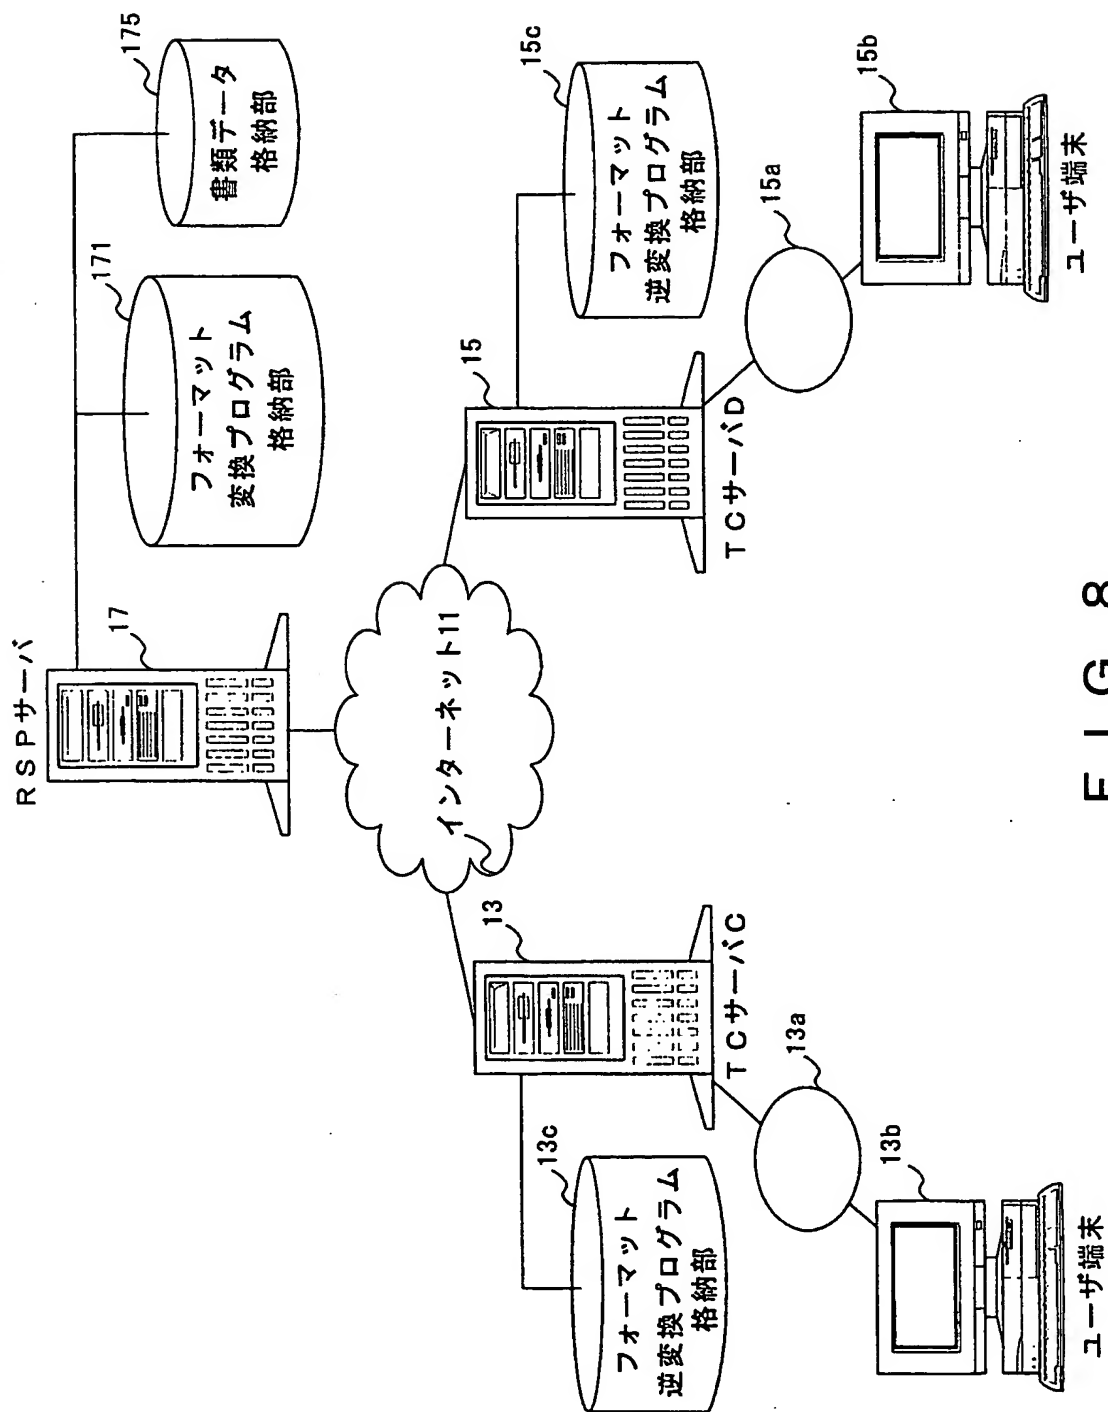 RSPサーバ
17
フォーマット
変換プログラム
格納部
171
書類データ
格納部
175
インターネット11
13
TCサーバC
フォーマット
逆変換プログラム
格納部
13c
13a
13b
ユーザ端末
15
TCサーバD
フォーマット
逆変換プログラム
格納部
15c
15a
15b
ユーザ端末
FIG 8